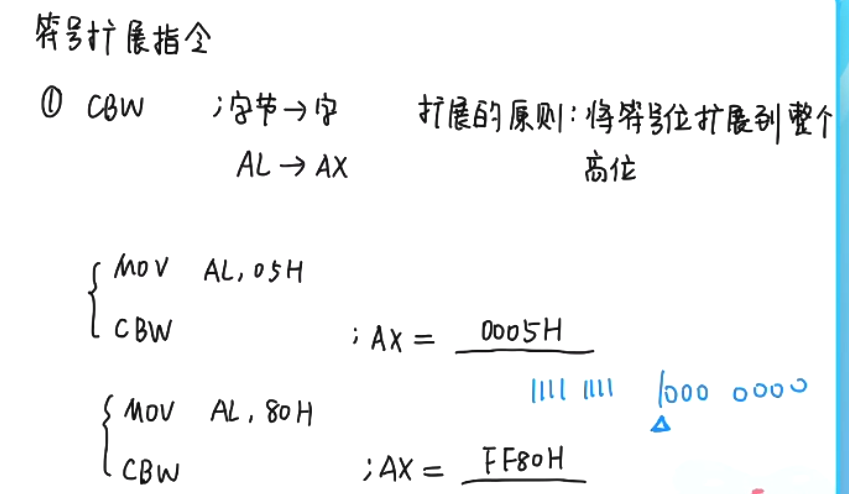 符号扩展指令
① CBW ;字节→字 扩展的原则:将符号位扩展到整个
AL→AX 高位
MOV AL,05H
CBW ;AX= 0005H
1111 1111 1000 0000
MOV AL,80H
CBW ;AX= FF80H